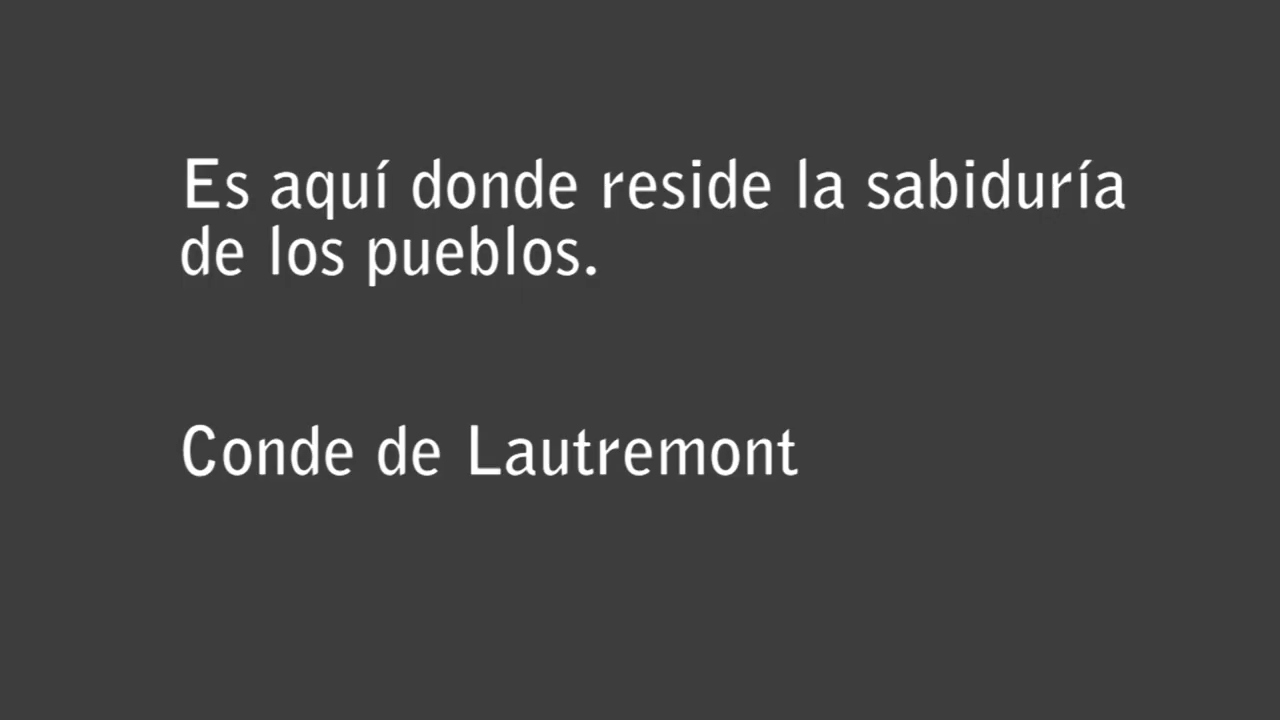 Es aquí donde reside la sabiduría
de los pueblos.
Conde de Lautremont